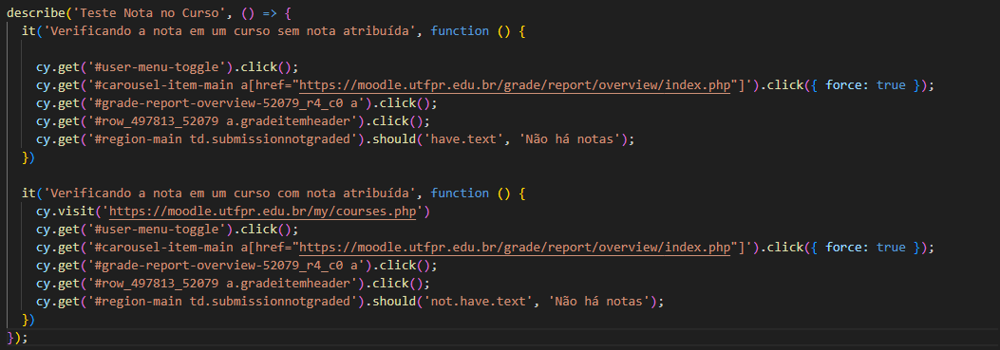 describe('Teste Nota no Curso', () => {
it('Verificando a nota em um curso sem nota atribuída', function () {
cy.get('#user-menu-toggle').click();
cy.get('#carousel-item-main a[href="https://moodle.utfpr.edu.br/grade/report/overview/index.php"]').click({ force: true });
cy.get('#grade-report-overview-52079_r4_c0 a').click();
cy.get('#row_497813_52079 a.gradeitemheader').click();
cy.get('#region-main td.submissionnotgraded').should('have.text', 'Não há notas');
})
it('Verificando a nota em um curso com nota atribuída', function () {
cy.visit('https://moodle.utfpr.edu.br/my/courses.php')
cy.get('#user-menu-toggle').click();
cy.get('#carousel-item-main a[href="https://moodle.utfpr.edu.br/grade/report/overview/index.php"]').click({ force: true });
cy.get('#grade-report-overview-52079_r4_c0 a').click();
cy.get('#row_497813_52079 a.gradeitemheader').click();
cy.get('#region-main td.submissionnotgraded').should('not.have.text', 'Não há notas');
})
});